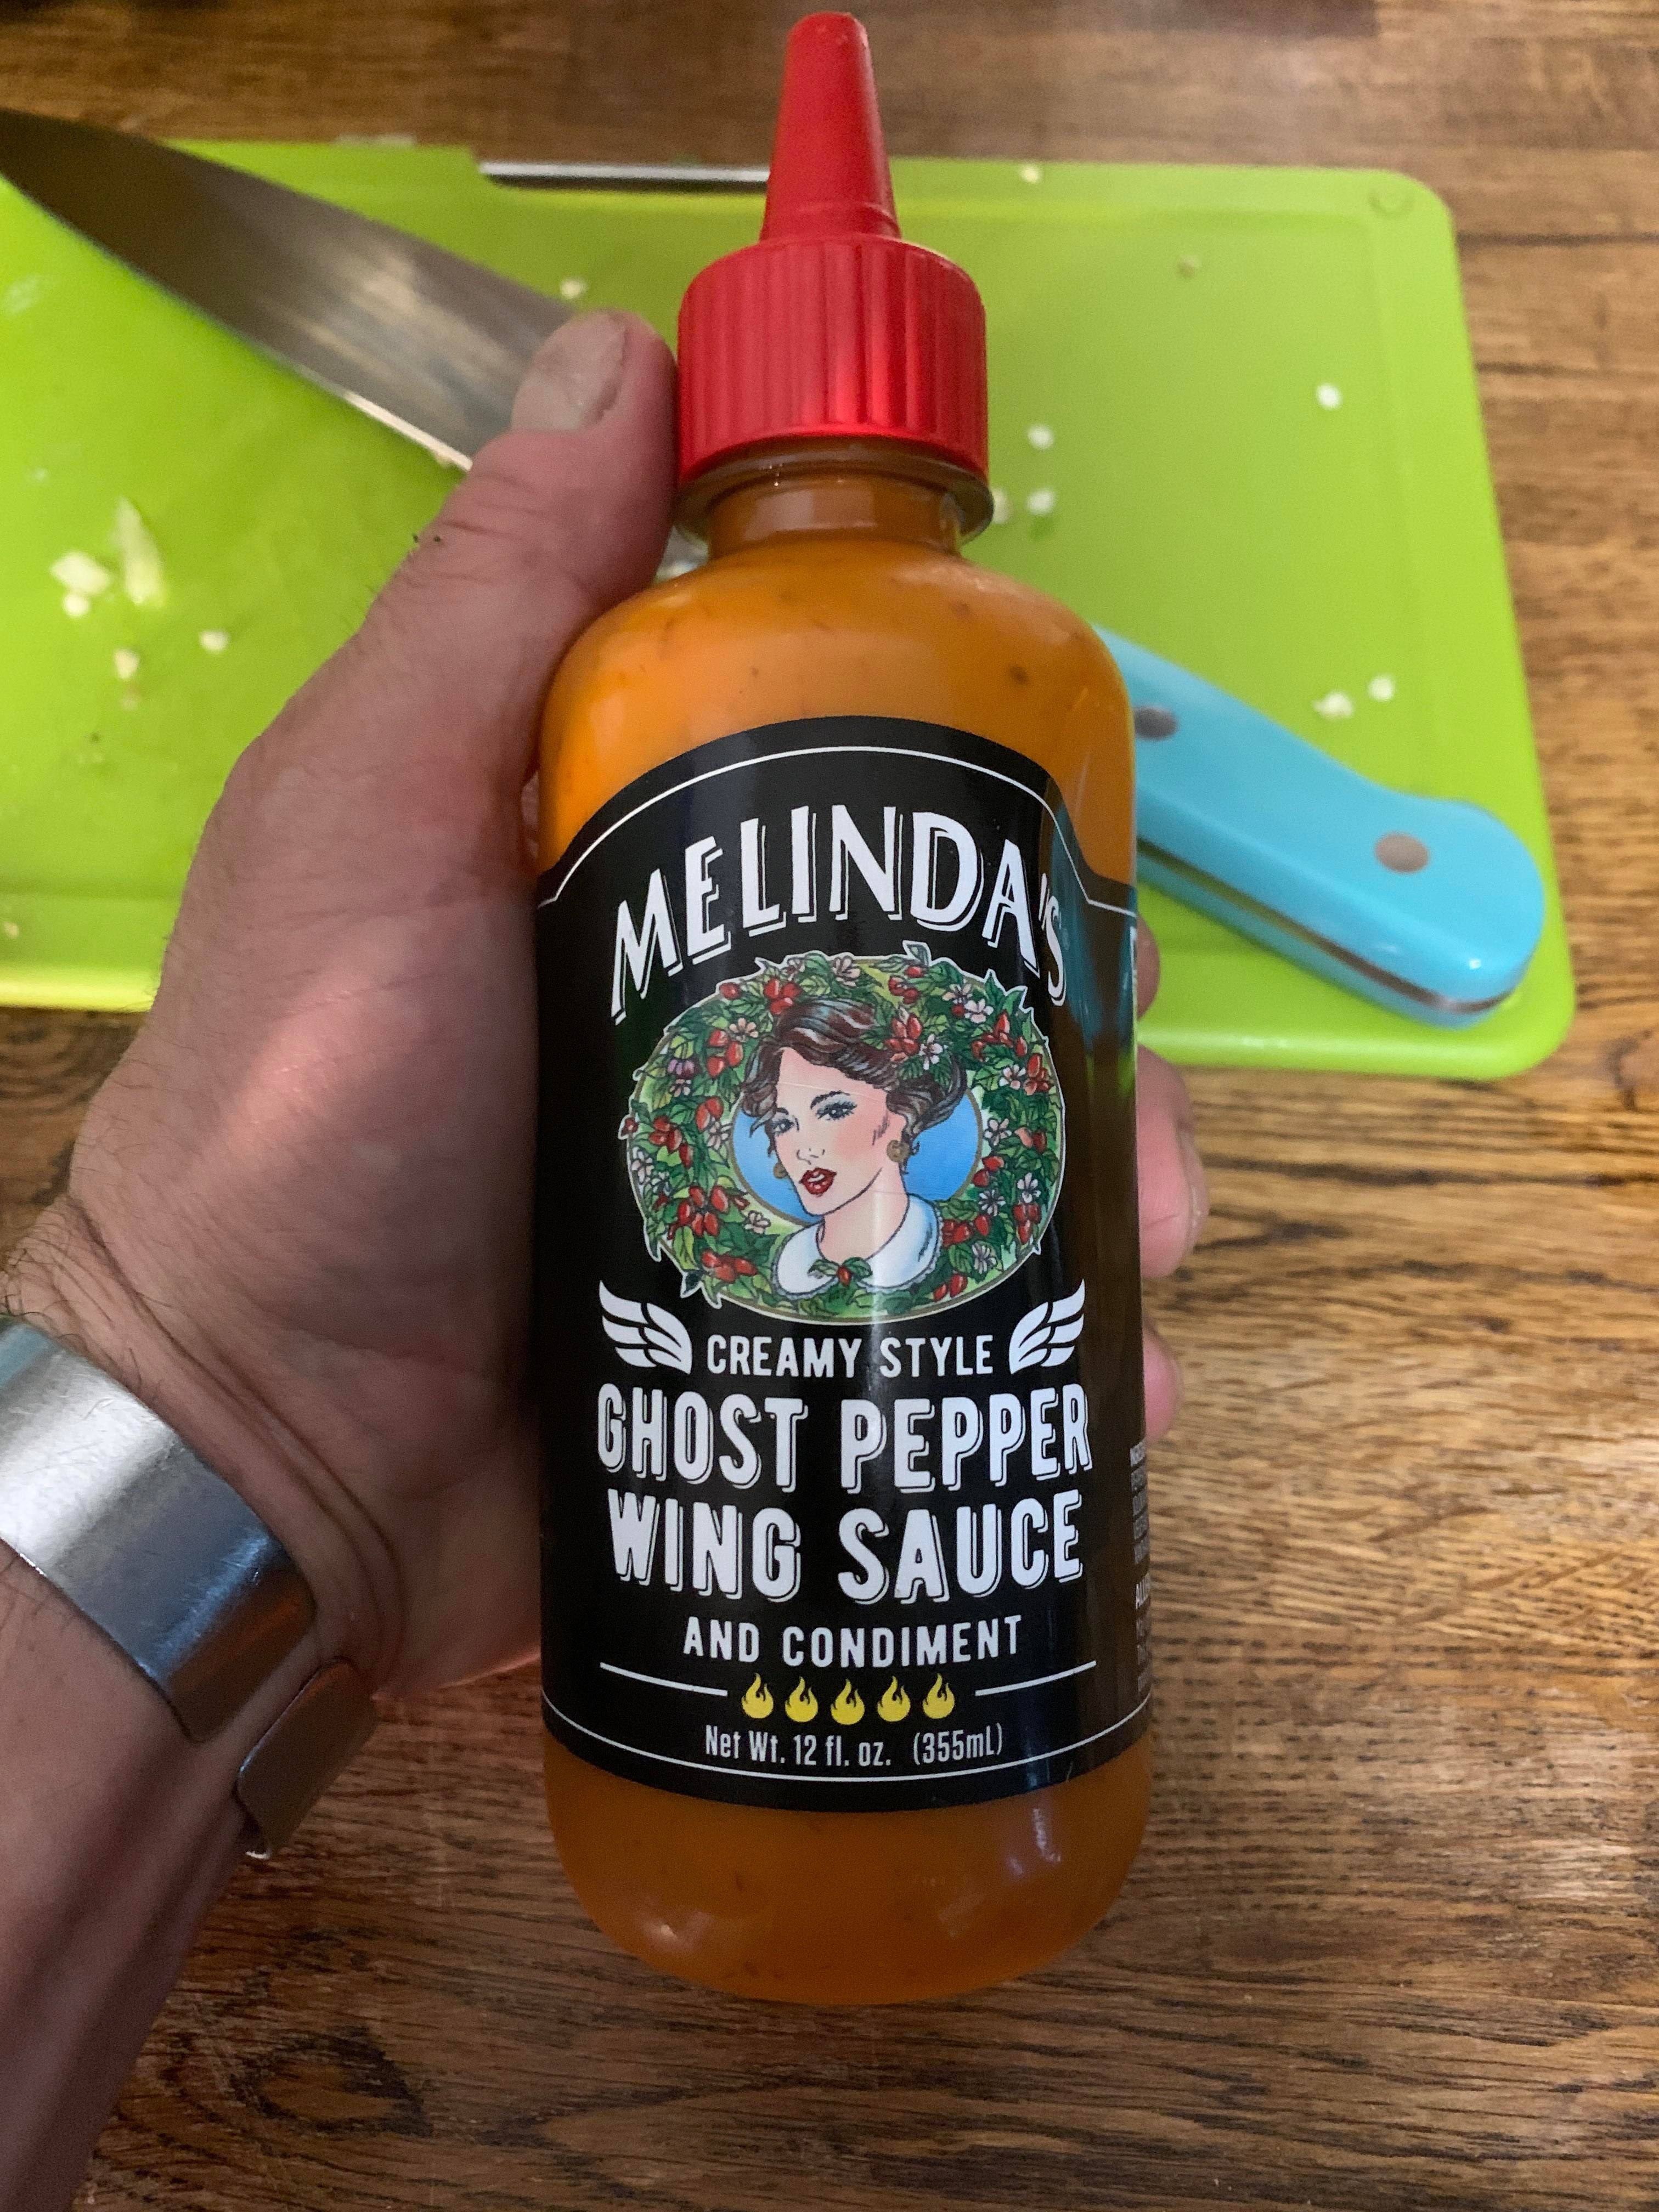 MELINDA'S
CREAMY STYLE
GHOST PEPPER
WING SAUCE
AND CONDIMENT
Net Wt. 12 fl. oz. (355mL)